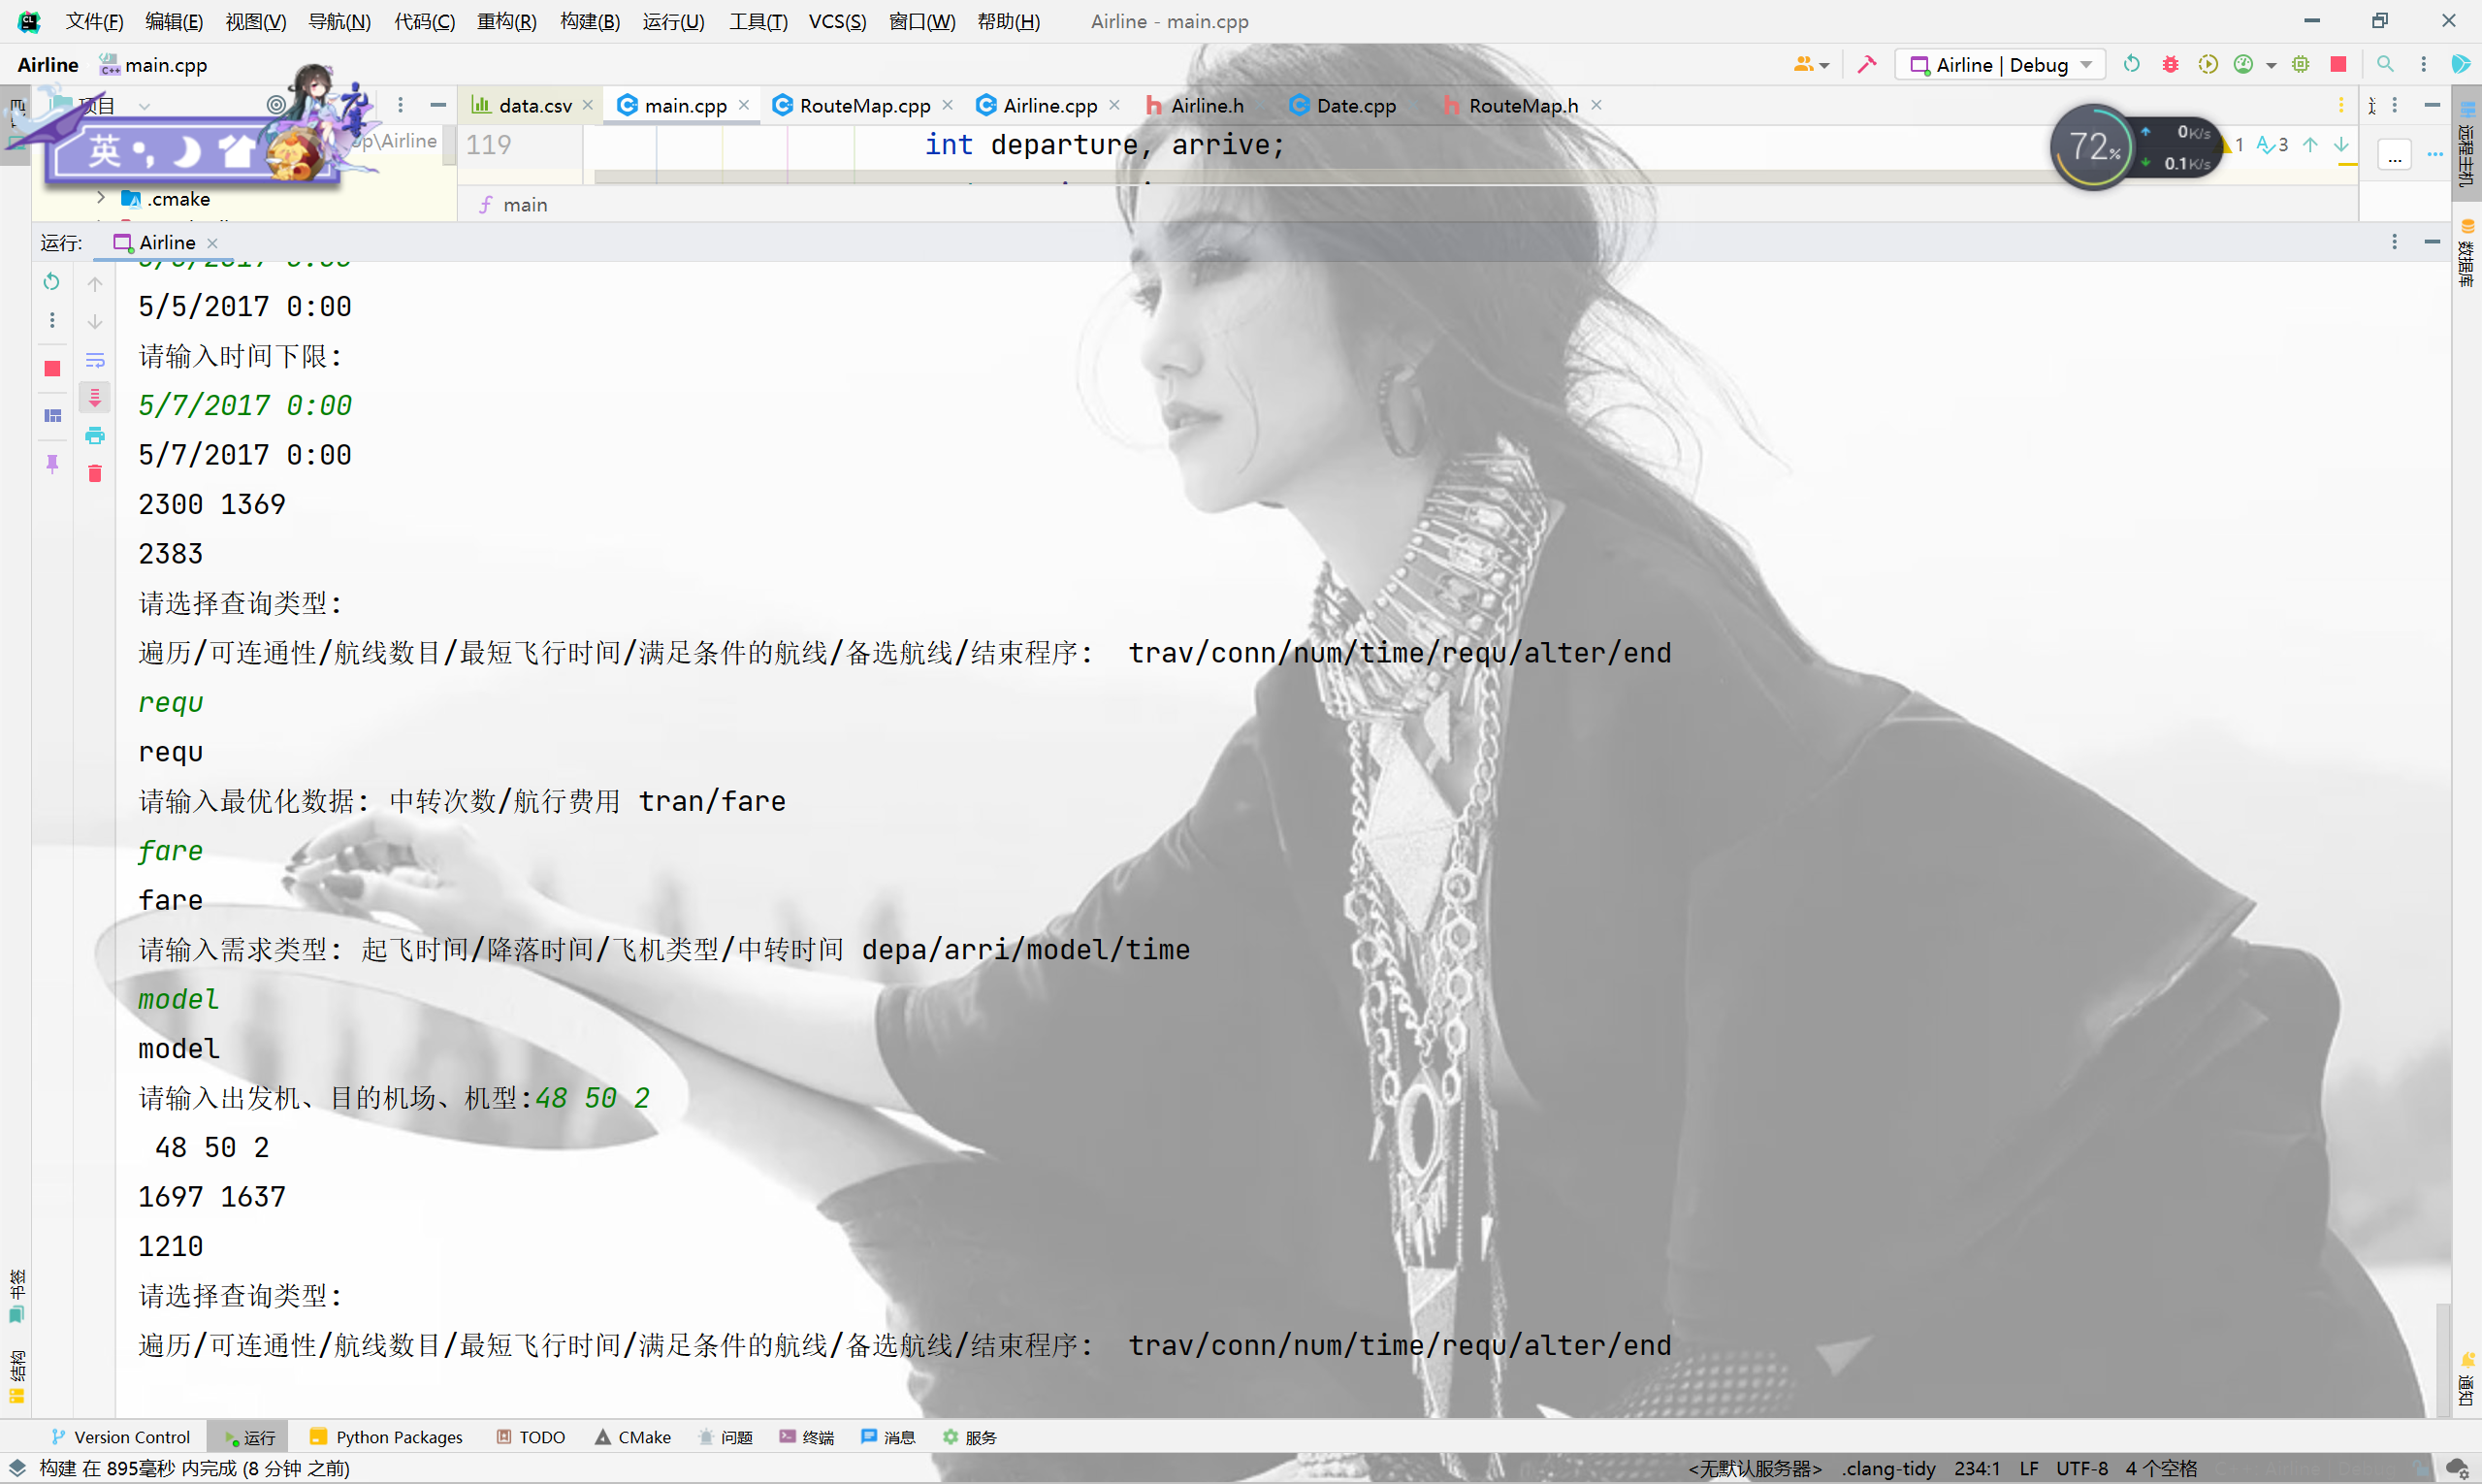 文件(F) 编辑(E) 视图(V) 导航(N) 代码(C) 重构(R) 构建(B) 运行(U) 工具(T) VCS(S) 窗口(W) 帮助(H) Airline - main.cpp
Airline main.cpp Airline | Debug
项目 data.csv main.cpp RouteMap.cpp Airline.cpp Airline.h Date.cpp RouteMap.h
英 Airline 119 int departure, arrive; 72% 0K/s 0.1K/s 1 3 ...
.cmake main
运行: Airline
5/5/2017 0:00
请输入时间下限:
5/7/2017 0:00
5/7/2017 0:00
2300 1369
2383
请选择查询类型:
遍历/可连通性/航线数目/最短飞行时间/满足条件的航线/备选航线/结束程序: trav/conn/num/time/requ/alter/end
requ
requ
请输入最优化数据: 中转次数/航行费用 tran/fare
fare
fare
请输入需求类型: 起飞时间/降落时间/飞机类型/中转时间 depa/arri/model/time
model
model
请输入出发机、目的机场、机型:48 50 2
48 50 2
1697 1637
1210
请选择查询类型:
遍历/可连通性/航线数目/最短飞行时间/满足条件的航线/备选航线/结束程序: trav/conn/num/time/requ/alter/end
书签
结构
远程主机
数据库
通知
Version Control 运行 Python Packages TODO CMake 问题 终端 消息 服务
构建 在 895毫秒 内完成 (8 分钟 之前) <无默认服务器> .clang-tidy 234:1 LF UTF-8 4 个空格